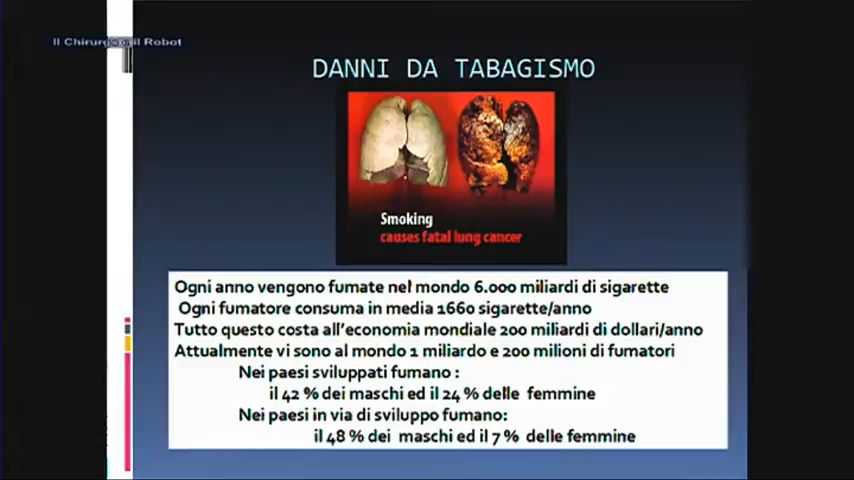 Il Chirurgo e il Robot
DANNI DA TABAGISMO
Smoking
causes fatal lung cancer
Ogni anno vengono fumate nel mondo 6.000 miliardi di sigarette
Ogni fumatore consuma in media 1660 sigarette/anno
Tutto questo costa all'economia mondiale 200 miliardi di dollari/anno
Attualmente vi sono al mondo 1 miliardo e 200 milioni di fumatori
Nei paesi sviluppati fumano :
il 42 % dei maschi ed il 24 % delle femmine
Nei paesi in via di sviluppo fumano:
il 48 % dei maschi ed il 7 % delle femmine